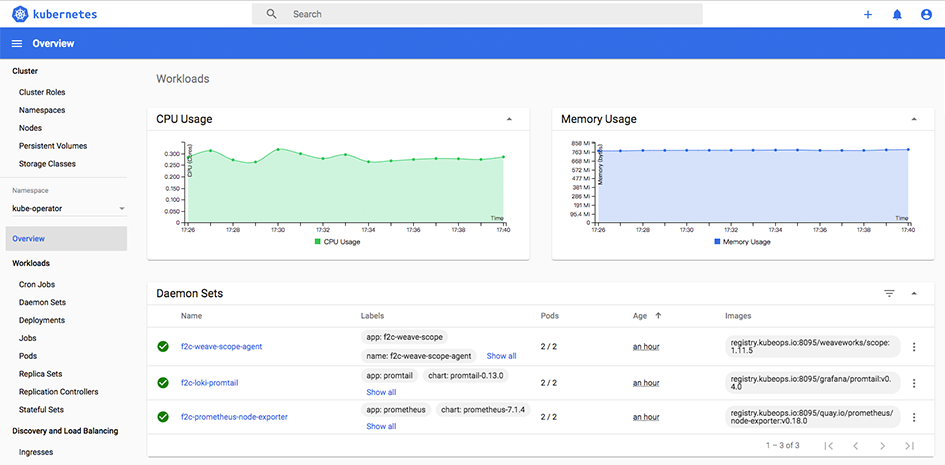 kubernetes
Search
Overview
Cluster
Cluster Roles
Namespaces
Nodes
Persistent Volumes
Storage Classes
Namespace
kube-operator
Overview
Workloads
Cron Jobs
Daemon Sets
Deployments
Jobs
Pods
Replica Sets
Replication Controllers
Stateful Sets
Discovery and Load Balancing
Ingresses
Workloads
CPU Usage
CPU (cores)
0.300
0.250
0.200
0.150
0.100
0.050
0
17:26 17:28 17:30 17:32 17:34 17:36 17:38 17:40
Time
CPU Usage
Memory Usage
Memory (bytes)
858 Mi
763 Mi
668 Mi
572 Mi
477 Mi
381 Mi
286 Mi
191 Mi
95.4 Mi
0
17:26 17:28 17:30 17:32 17:34 17:36 17:38 17:40
Time
Memory Usage
Daemon Sets
Name Labels Pods Age Images
f2c-weave-scope-agent
app: f2c-weave-scope
name: f2c-weave-scope-agent Show all
2 / 2
an hour
registry.kubeops.io:8095/weaveworks/scope:
1.11.5
f2c-loki-promtail
app: promtail chart: promtail-0.13.0
Show all
2 / 2
an hour
registry.kubeops.io:8095/grafana/promtail:v0.
4.0
f2c-prometheus-node-exporter
app: prometheus chart: prometheus-7.1.4
Show all
2 / 2
an hour
registry.kubeops.io:8095/quay.io/prometheus/
node-exporter:v0.18.0
1 – 3 of 3